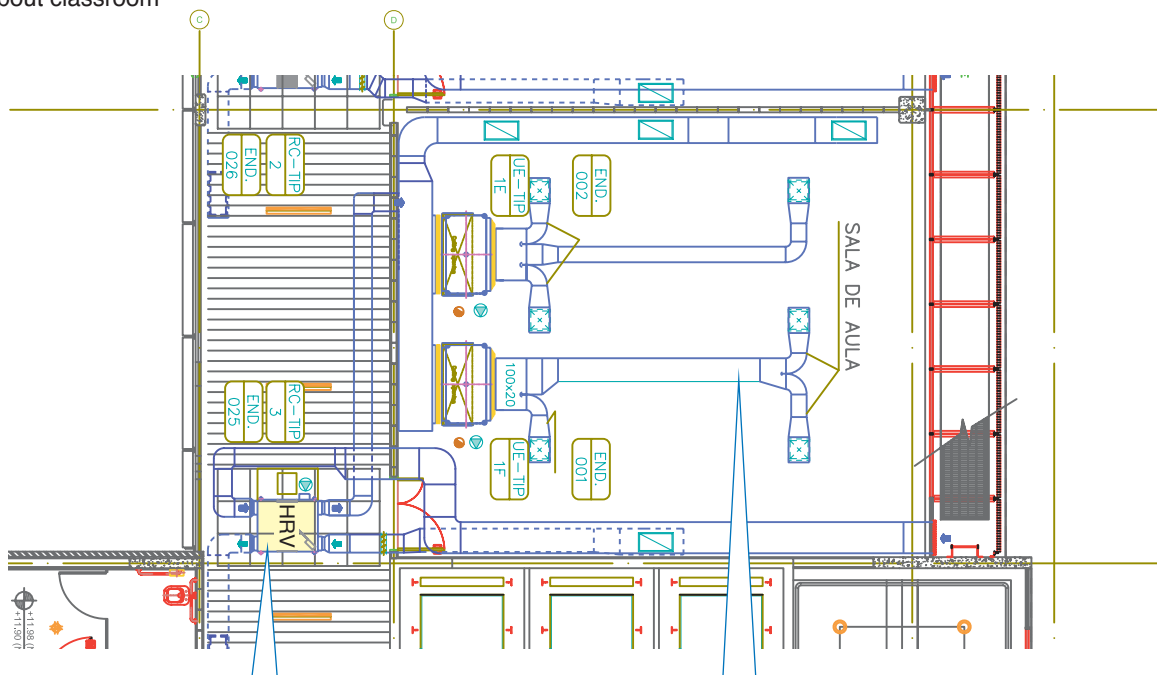 about classroom
C
D
RC-TIP
2
END.
026
UE-TIP
1E
END.
002
SALA DE AULA
RC-TIP
3
END.
025
100x20
UE-TIP
1F
END.
001
HRV
+11.98
+11.90